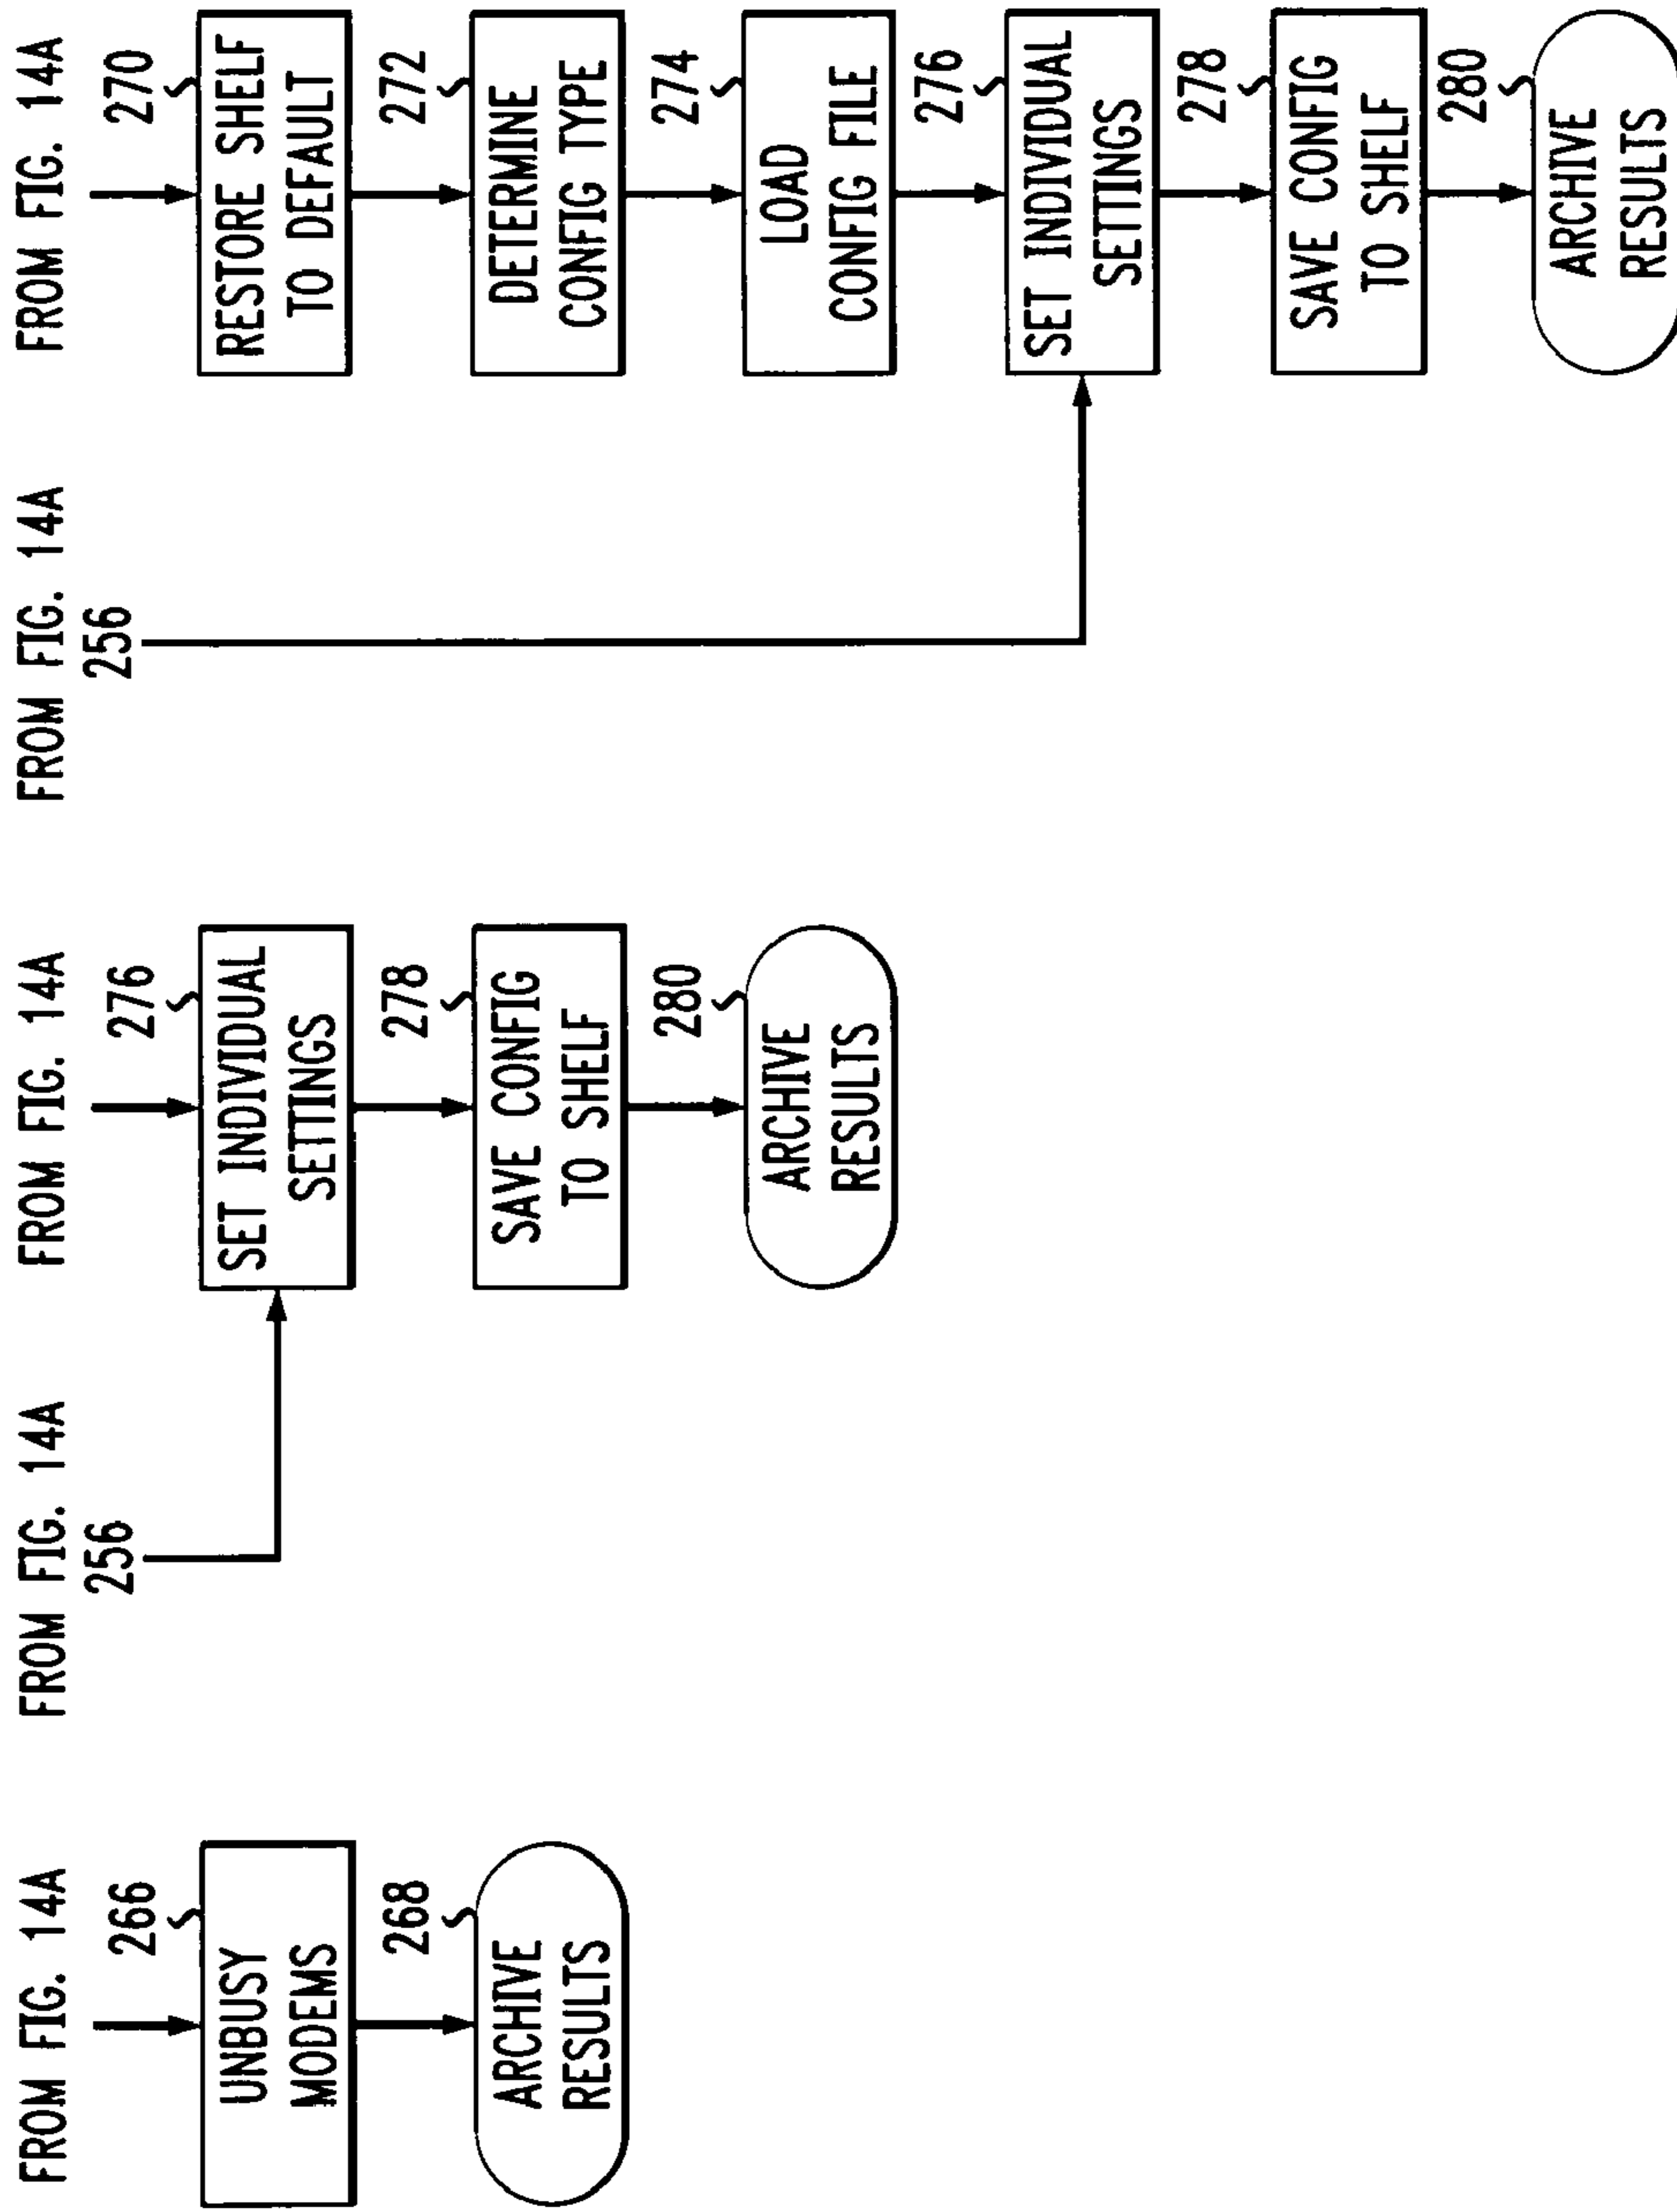 FROM FIG. 14A
266
UNBUSY
MODEMS
268
ARCHIVE
RESULTS
FROM FIG. 14A
256
FROM FIG. 14A
276
SET INDIVIDUAL
SETTINGS
278
SAVE CONFIG
TO SHELF
280
ARCHIVE
RESULTS
FROM FIG. 14A
256
FROM FIG. 14A
270
RESTORE SHELF
TO DEFAULT
272
DETERMINE
CONFIG TYPE
274
LOAD
CONFIG FILE
276
SET INDIVIDUAL
SETTINGS
278
SAVE CONFIG
TO SHELF
280
ARCHIVE
RESULTS